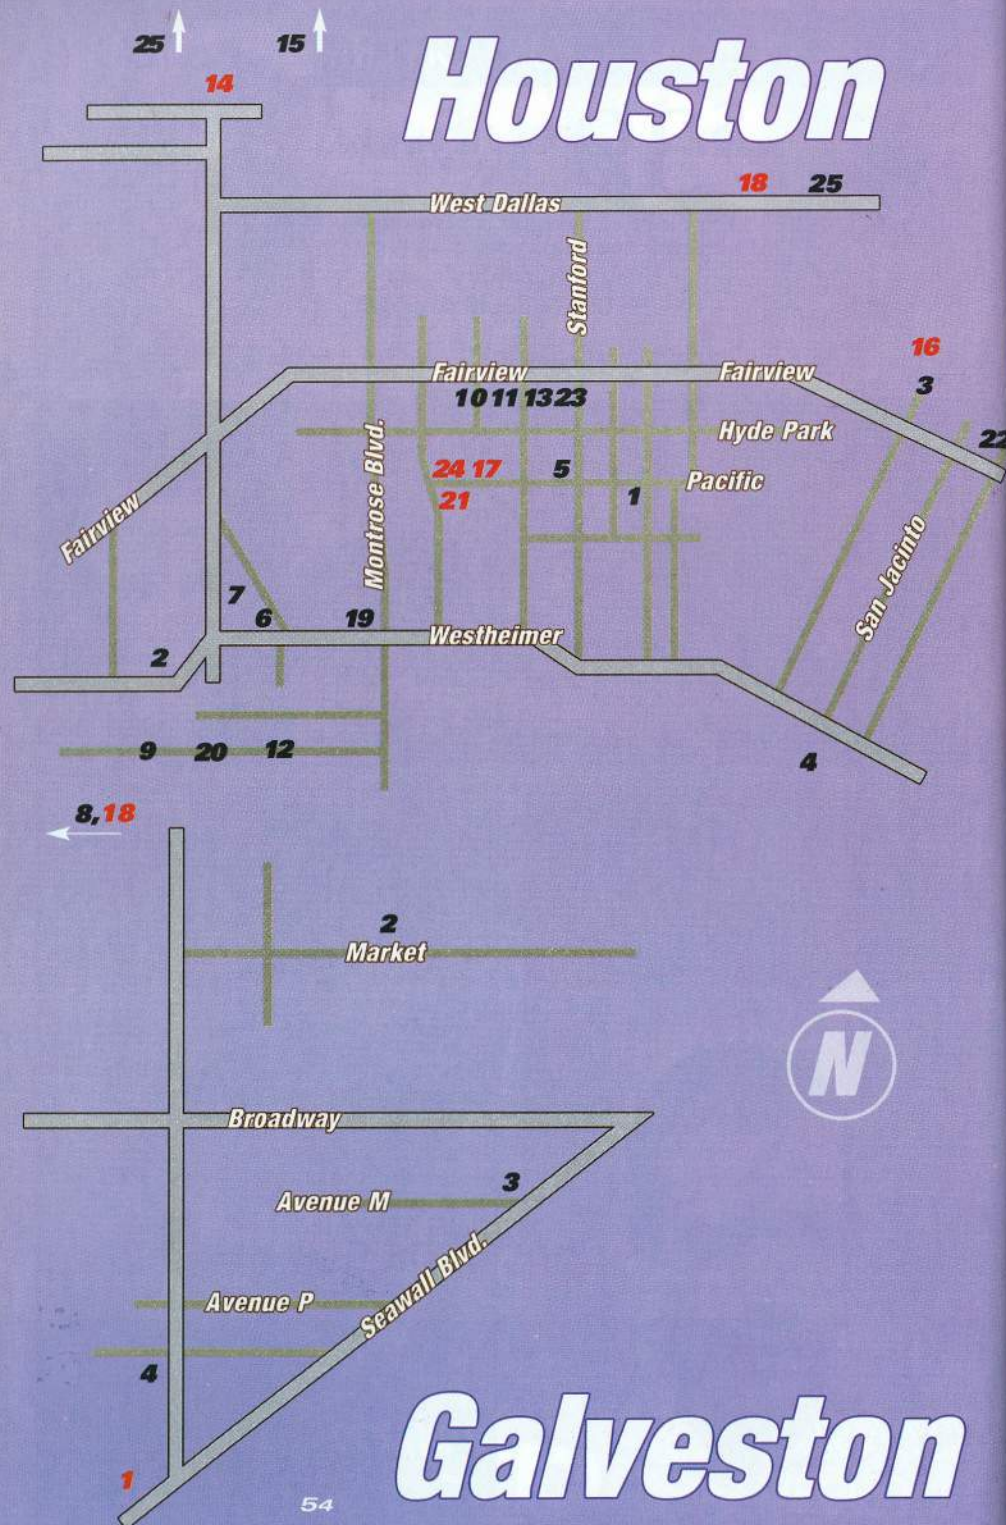 25 15
14
Houston
18 25
West Dallas
Stanford
16
Fairview Fairview
3
10 11 13 23
Hyde Park
22
Montrose Blvd.
24 17 5
Pacific
21 1
Fairview
San Jacinto
7
6 19
Westheimer
2
9 20 12
4
8, 18
2
Market
N
Broadway
3
Avenue M
Seawall Blvd.
Avenue P
4
Galveston
1
54